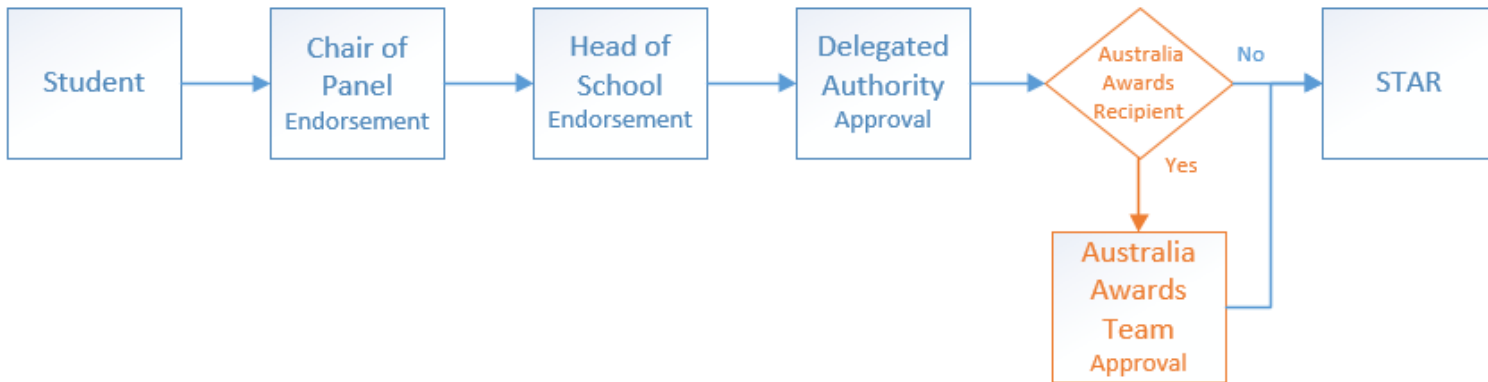 Student
Chair of
Panel
Endorsement
Head of
School
Endorsement
Delegated
Authority
Approval
Australia
Awards
Recipient
No
Yes
STAR
Australia
Awards
Team
Approval